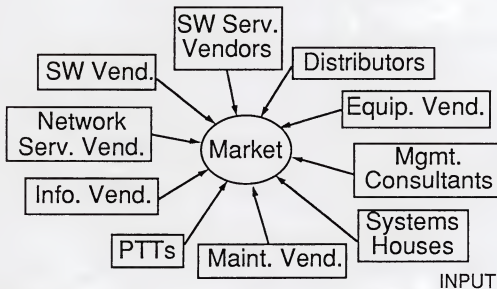 SW Serv.
Vendors
SW Vend.
Distributors
Equip. Vend.
Network
Serv. Vend.
Market
Mgmt.
Consultants
Info. Vend.
Systems
Houses
PTTs
Maint. Vend.
INPUT